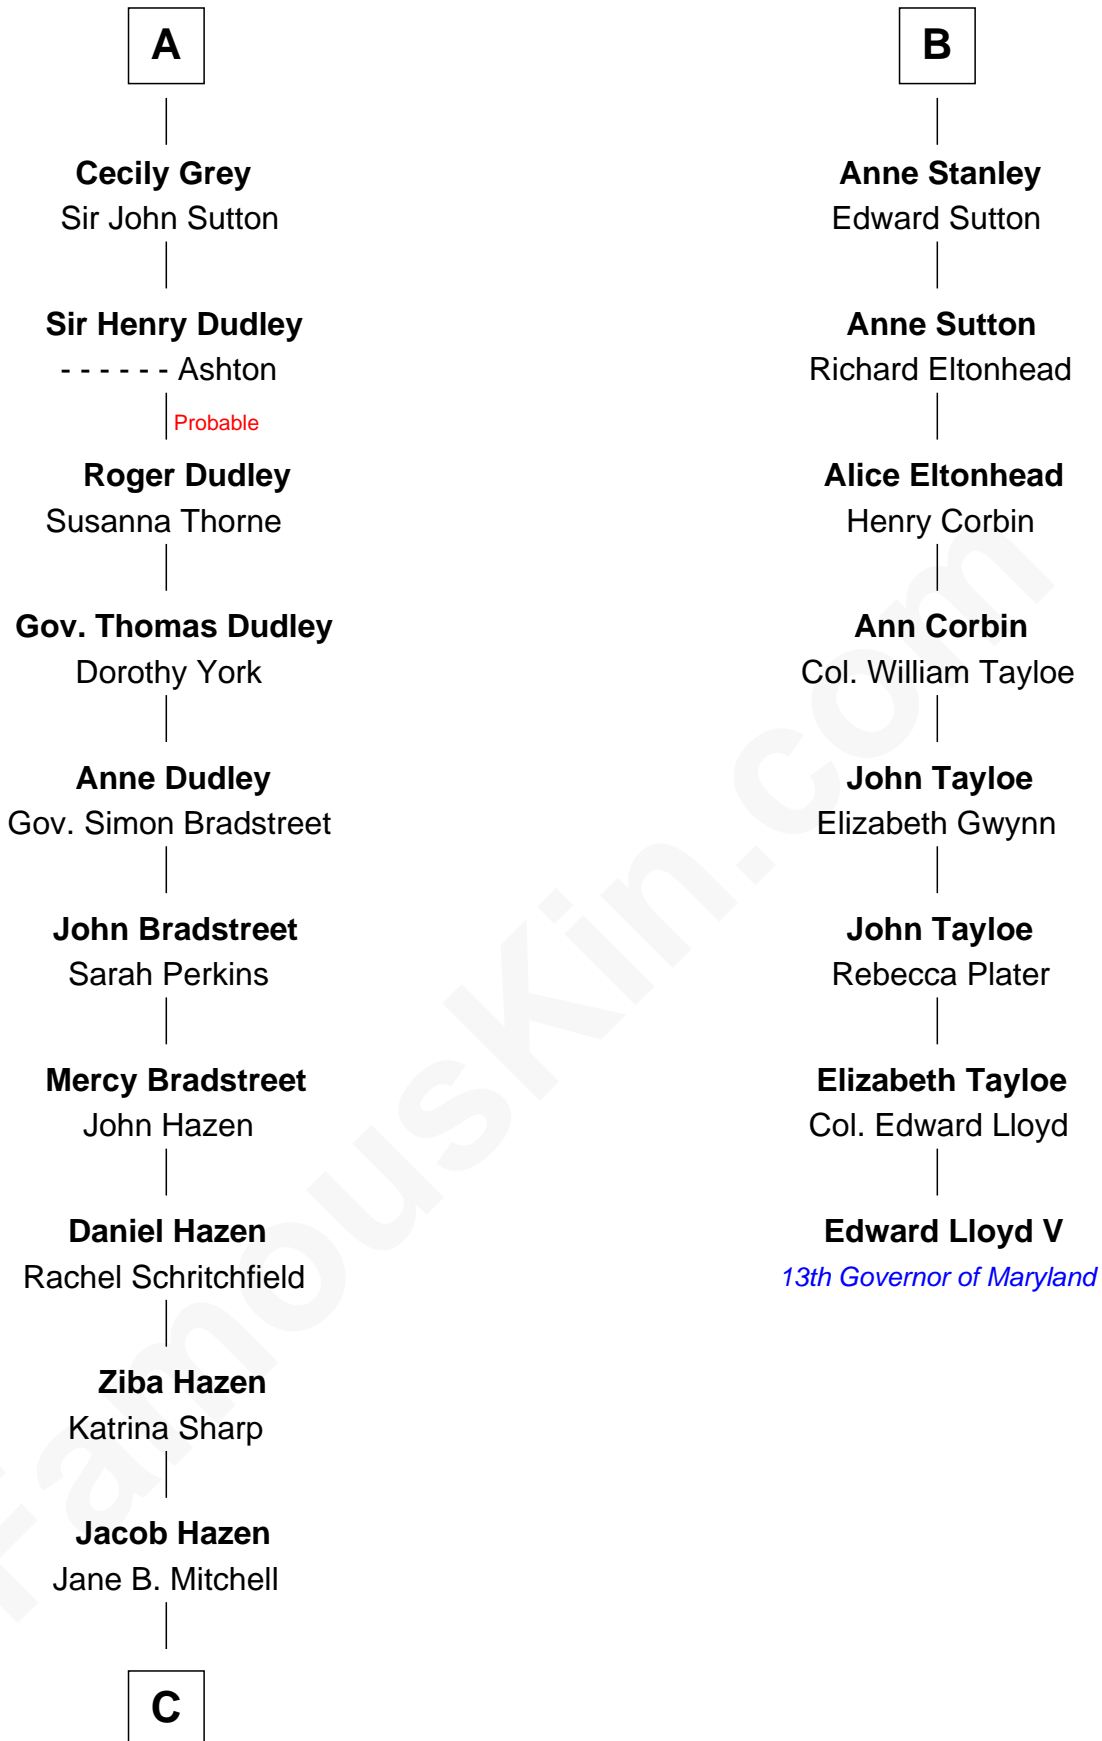 A
Cecily Grey
Sir John Sutton
Sir Henry Dudley
- - - - - - Ashton
Probable
Roger Dudley
Susanna Thorne
Gov. Thomas Dudley
Dorothy York
Anne Dudley
Gov. Simon Bradstreet
John Bradstreet
Sarah Perkins
Mercy Bradstreet
John Hazen
Daniel Hazen
Rachel Schritchfield
Ziba Hazen
Katrina Sharp
Jacob Hazen
Jane B. Mitchell
C
B
Anne Stanley
Edward Sutton
Anne Sutton
Richard Eltonhead
Alice Eltonhead
Henry Corbin
Ann Corbin
Col. William Tayloe
John Tayloe
Elizabeth Gwynn
John Tayloe
Rebecca Plater
Elizabeth Tayloe
Col. Edward Lloyd
Edward Lloyd V
13th Governor of Maryland
FamousKin.com